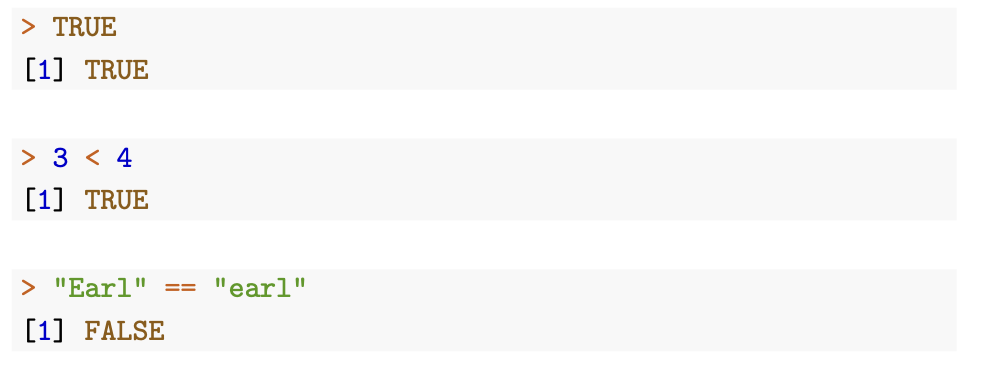 > TRUE
[1] TRUE
> 3 < 4
[1] TRUE
> "Earl" == "earl"
[1] FALSE